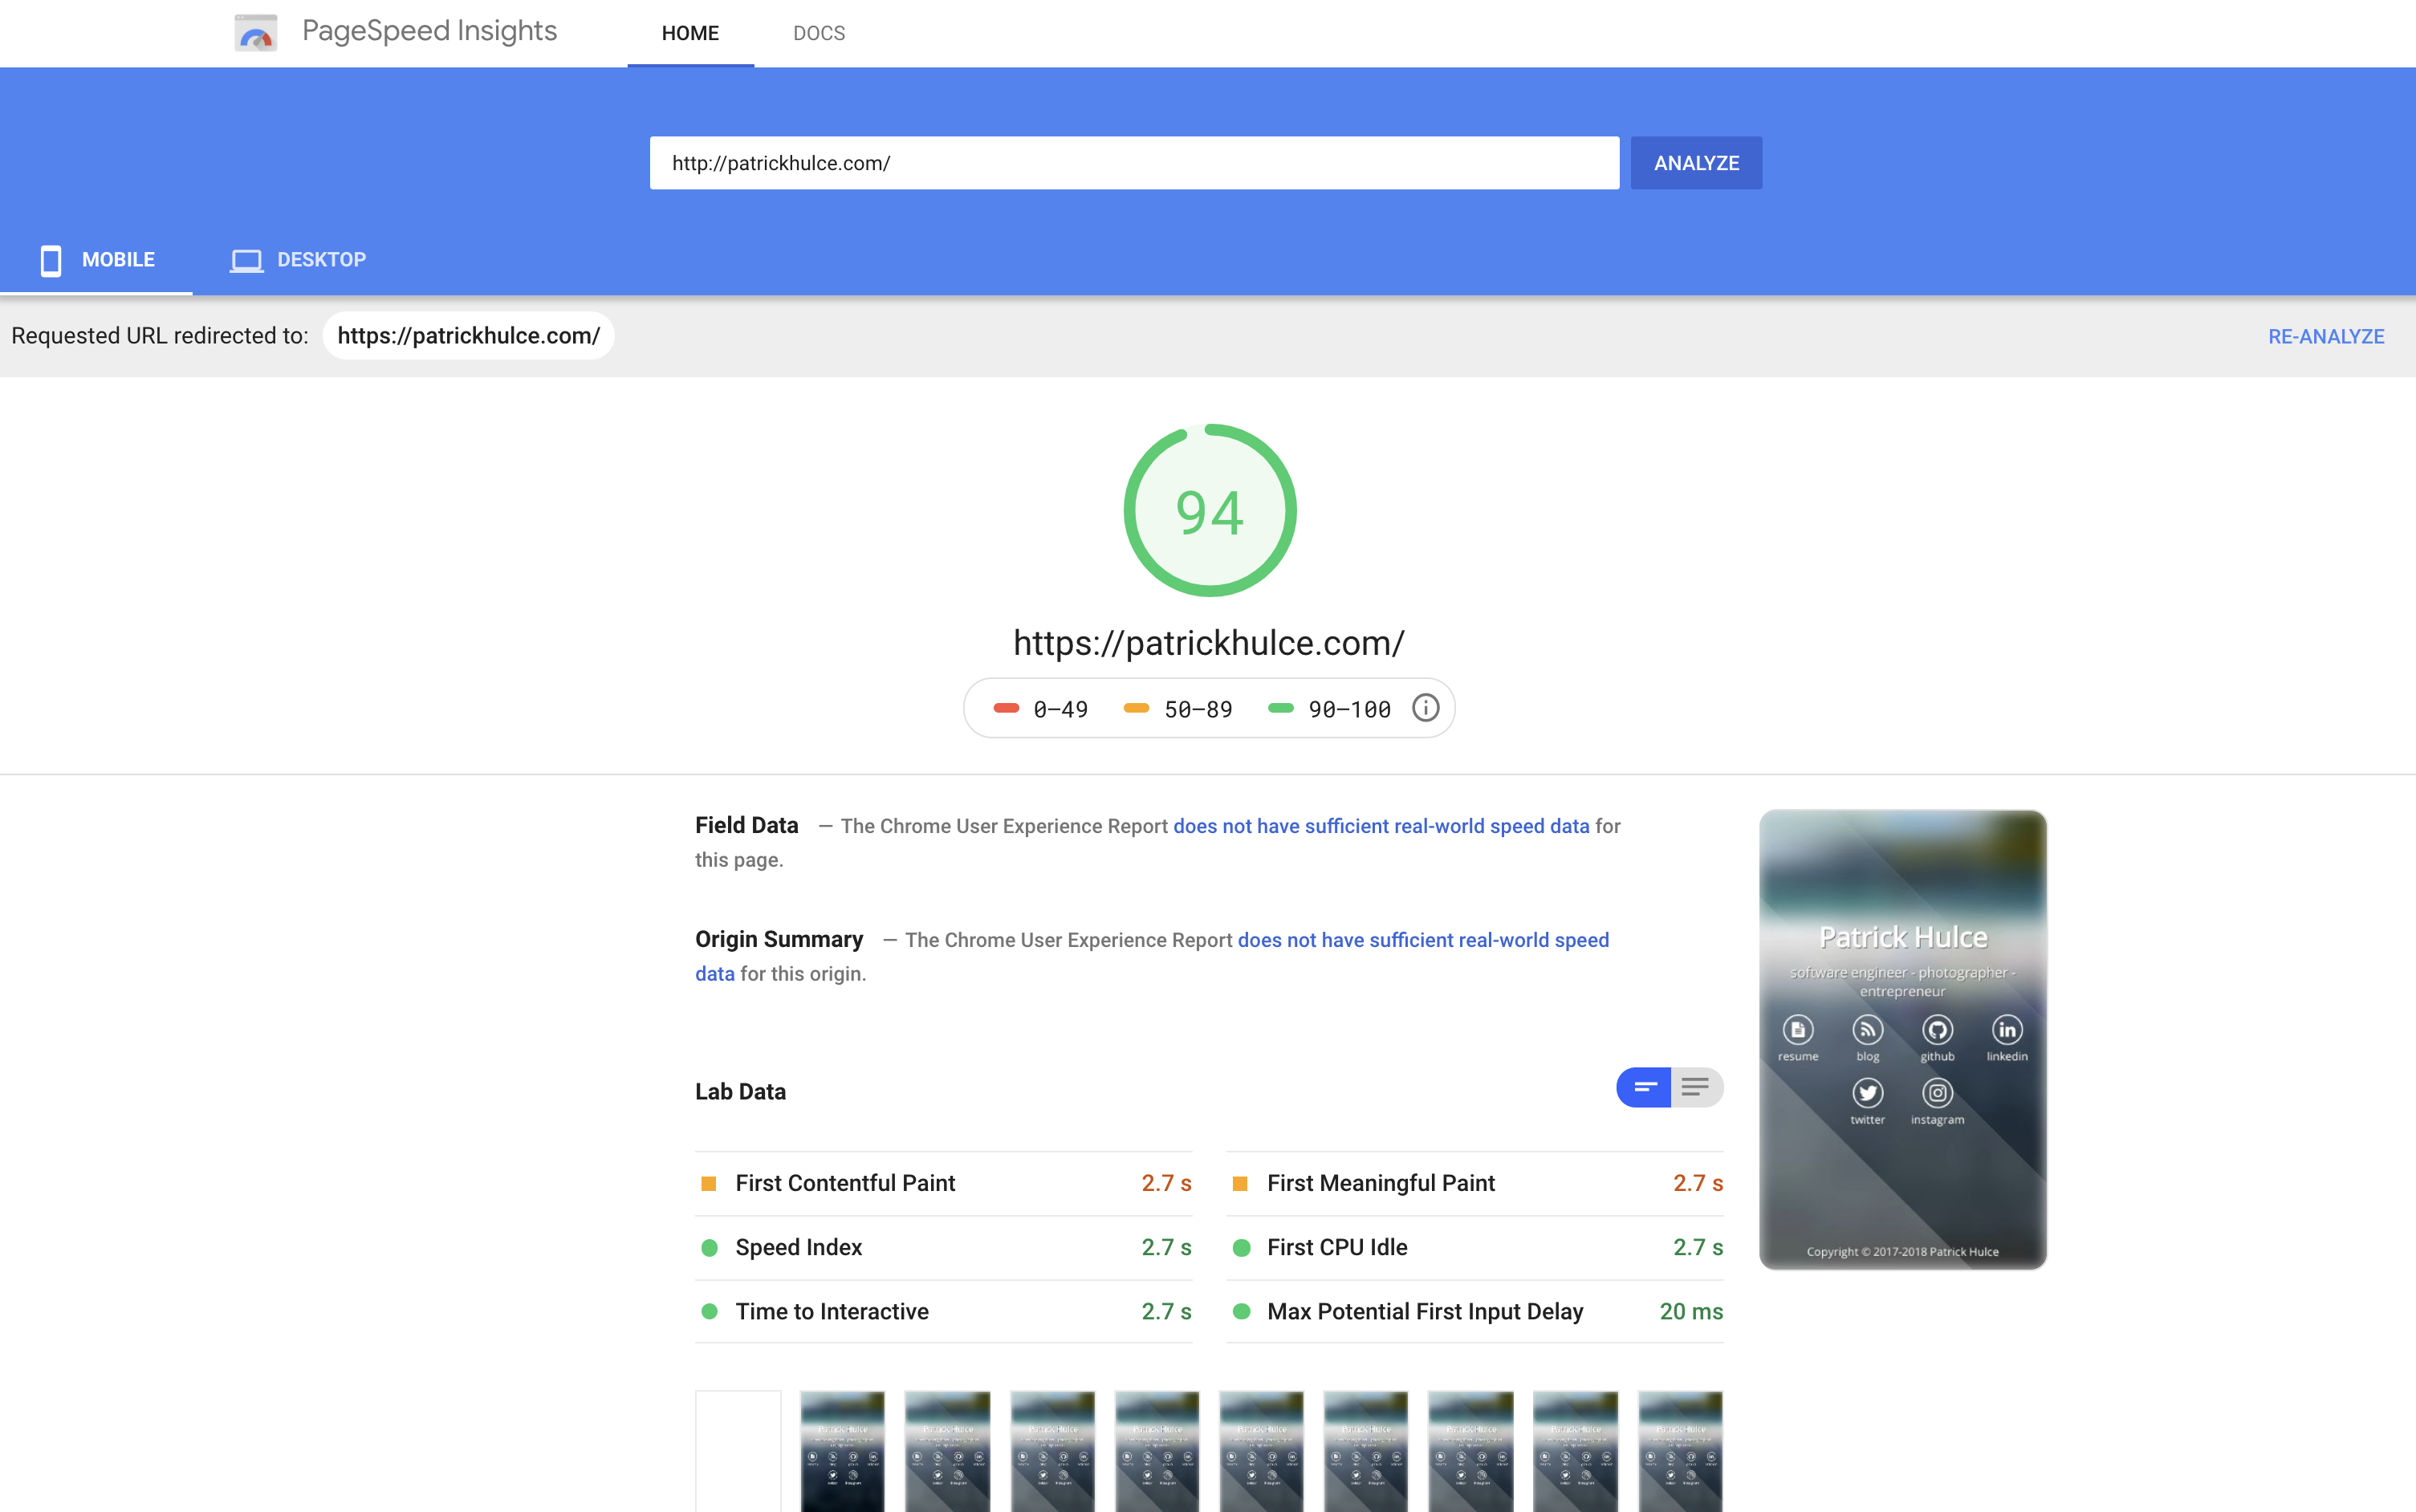 PageSpeed Insights
HOME
DOCS
http://patrickhulce.com/
ANALYZE
MOBILE
DESKTOP
Requested URL redirected to:
https://patrickhulce.com/
RE-ANALYZE
94
https://patrickhulce.com/
0–49
50–89
90–100
Field Data — The Chrome User Experience Report does not have sufficient real-world speed data for
this page.
Origin Summary — The Chrome User Experience Report does not have sufficient real-world speed
data for this origin.
Lab Data
First Contentful Paint 2.7 s
First Meaningful Paint 2.7 s
Speed Index 2.7 s
First CPU Idle 2.7 s
Time to Interactive 2.7 s
Max Potential First Input Delay 20 ms
Patrick Hulce
software engineer - photographer -
entrepreneur
resume
blog
github
linkedin
twitter
instagram
Copyright © 2017-2018 Patrick Hulce